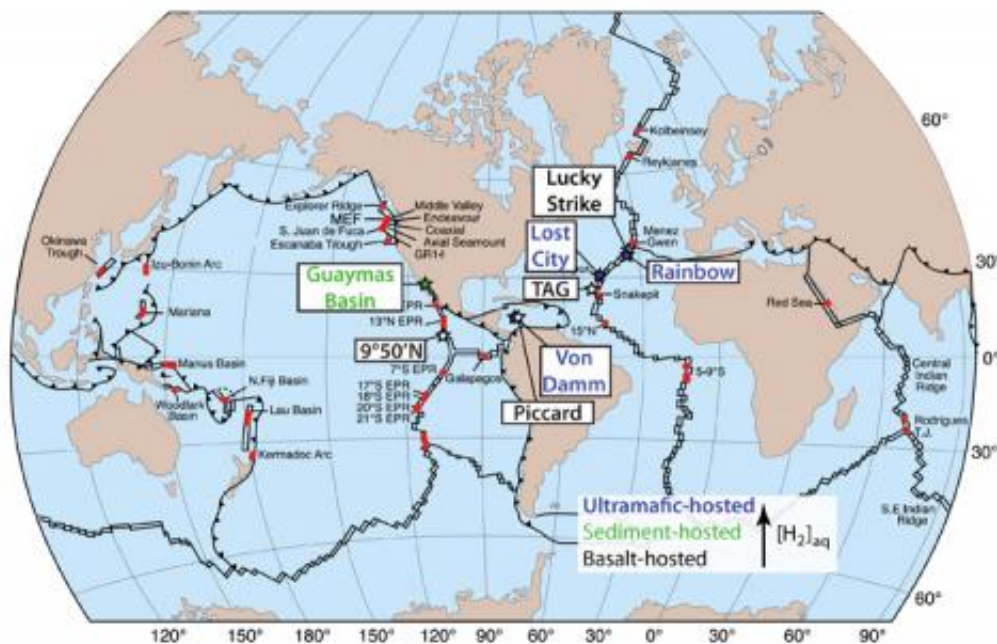 60°
Kolbeinsey
Reykjanes
Lucky
Strike
Explorer Ridge
Middle Valley
MEF
Endeavour
S. Juan de Fuca
Coaxial
Escanaba Trough
Axial Seamount
GR14
Menez
Gwen
Lost
City
Okinawa
Trough
Izu-Bonin Arc
30°
Guaymas
Basin
Rainbow
TAG
Snakepit
Red Sea
EPR
Mariana
13°N EPR
15°N
9°50'N
Von
Damm
0°
Manus Basin
7°S EPR
Galapagos
5-9°S
Central
Indian
Ridge
N.Fiji Basin
17°S EPR
18°S EPR
20°S EPR
21°S EPR
Piccard
Woodlark
Basin
Lau Basin
Rodrigues
T.J.
Kermadoc Arc
30°
Ultramafic-hosted
Sediment-hosted
Basalt-hosted
[H2]aq
S.E Indian
Ridge
60°
120° 150° 180° 150° 120° 90° 60° 30° 0° 30° 60° 90°